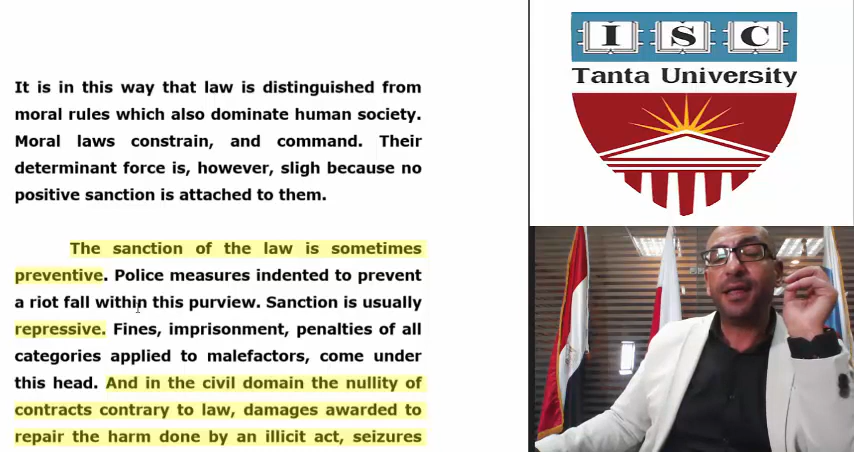 It is in this way that law is distinguished from
moral rules which also dominate human society.
Moral laws constrain, and command. Their
determinant force is, however, sligh because no
positive sanction is attached to them.
The sanction of the law is sometimes
preventive. Police measures indented to prevent
a riot fall within this purview. Sanction is usually
repressive. Fines, imprisonment, penalties of all
categories applied to malefactors, come under
this head. And in the civil domain the nullity of
contracts contrary to law, damages awarded to
repair the harm done by an illicit act, seizures
I S C
Tanta University